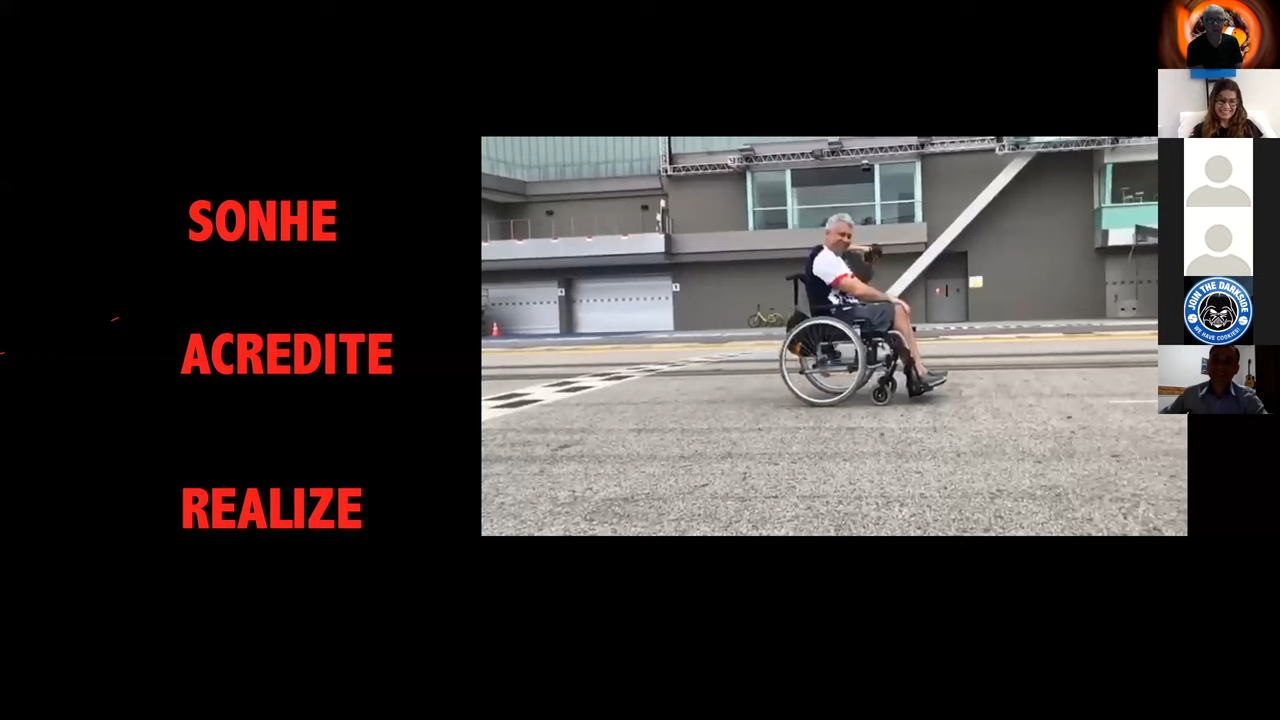 SONHE
ACREDITE
REALIZE
JOIN THE DARKSIDE
WE HAVE COOKIES!